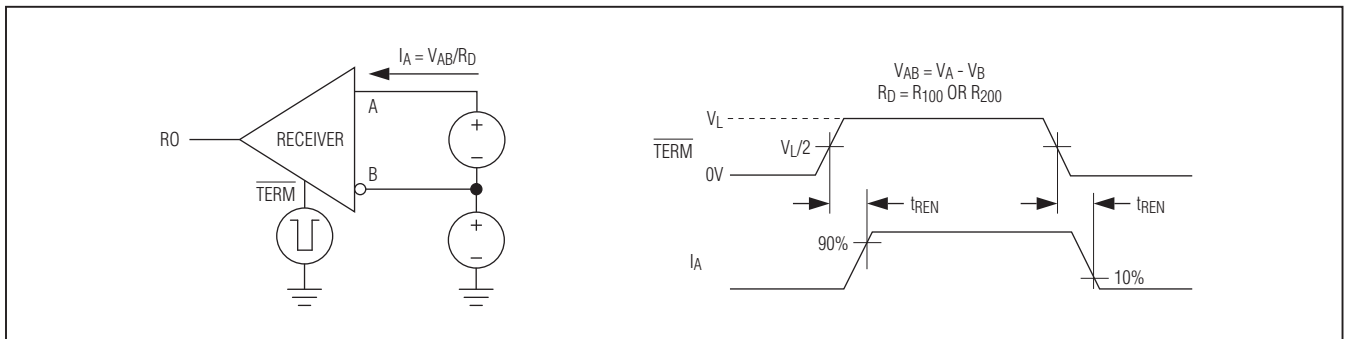 I_A = V_AB/R_D
A
RO
RECEIVER
B
TERM
+
–
+
–
V_AB = V_A - V_B
R_D = R_100 OR R_200
V_L
TERM
V_L/2
0V
t_REN
t_REN
90%
I_A
10%